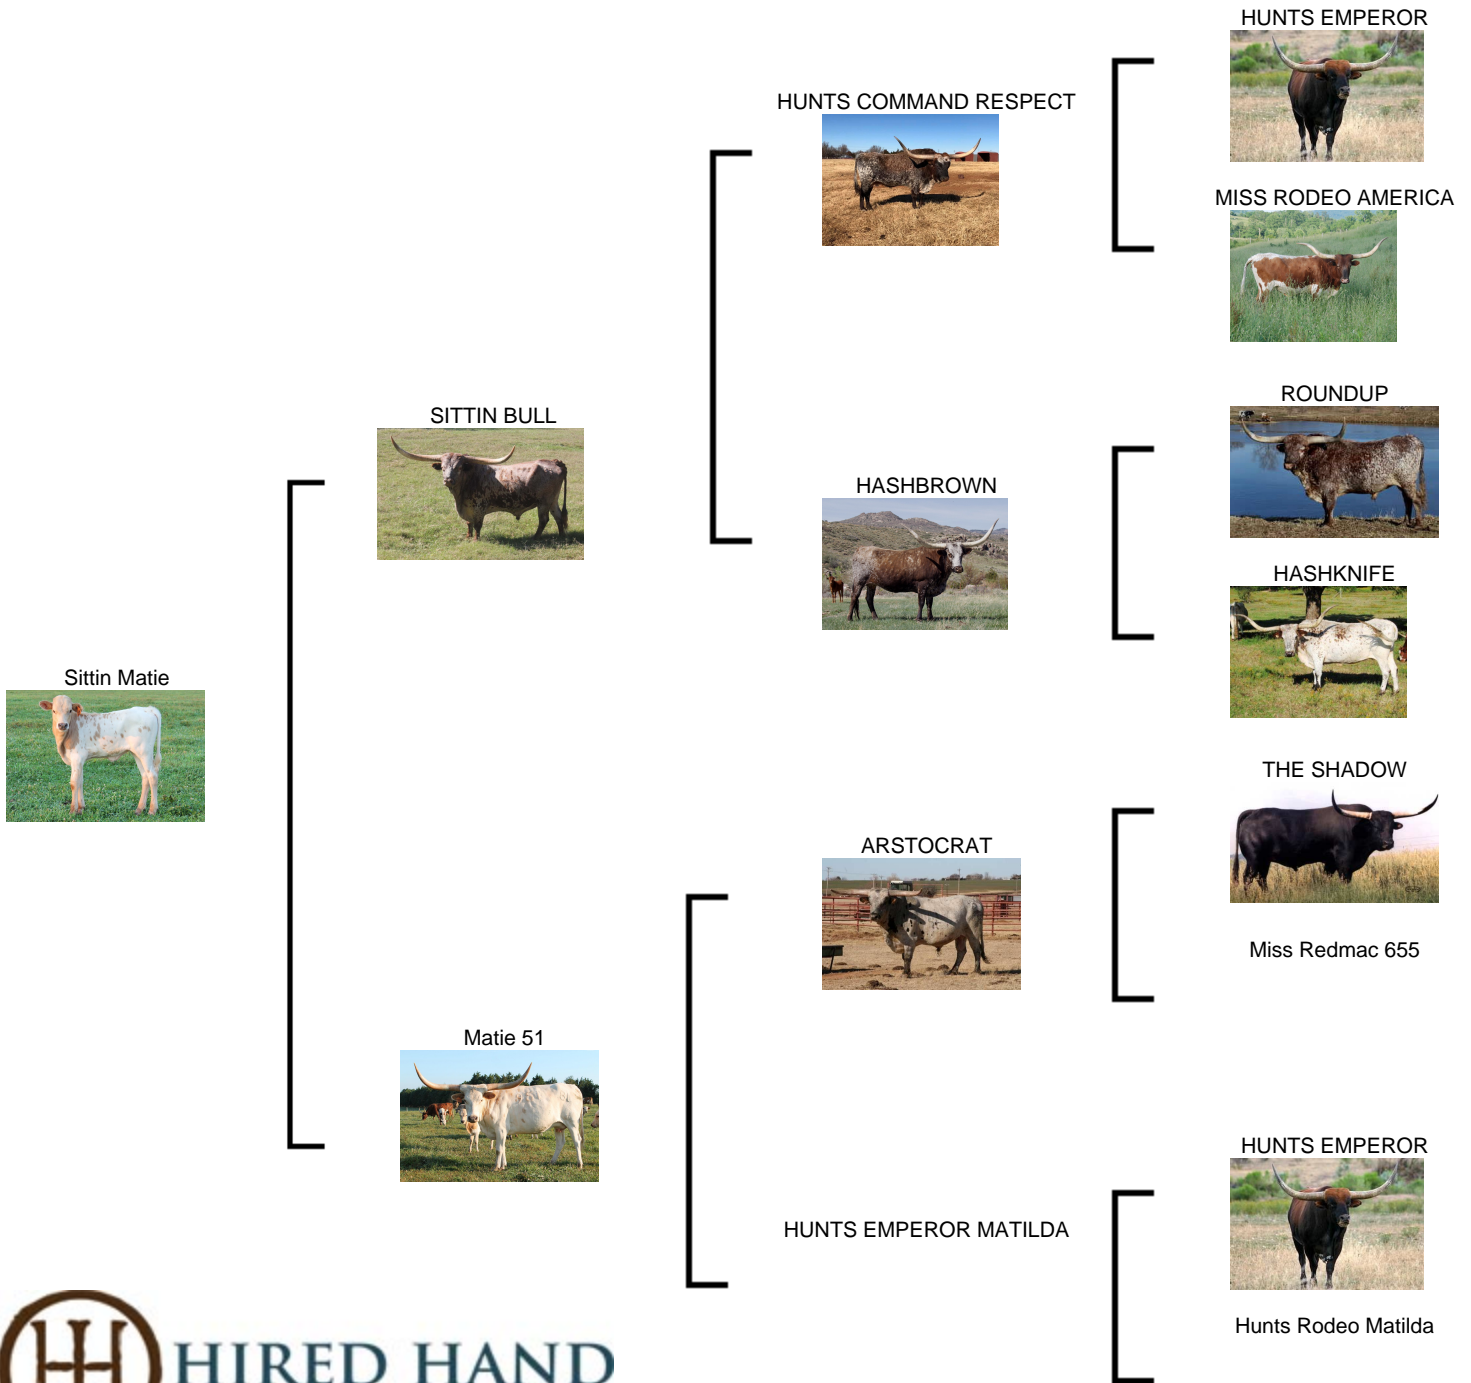 HUNTS EMPEROR
HUNTS COMMAND RESPECT
MISS RODEO AMERICA
ROUNDUP
SITTIN BULL
HASHBROWN
HASHKNIFE
Sittin Matie
THE SHADOW
ARSTOCRAT
Miss Redmac 655
Matie 51
HUNTS EMPEROR
HUNTS EMPEROR MATILDA
Hunts Rodeo Matilda
HIRED HAND